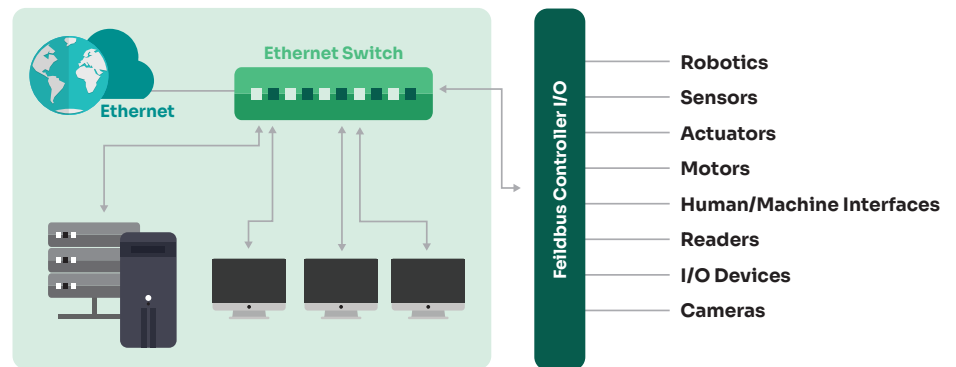 Ethernet Switch
Ethernet
Feildbus Controller I/O
Robotics
Sensors
Actuators
Motors
Human/Machine Interfaces
Readers
I/O Devices
Cameras